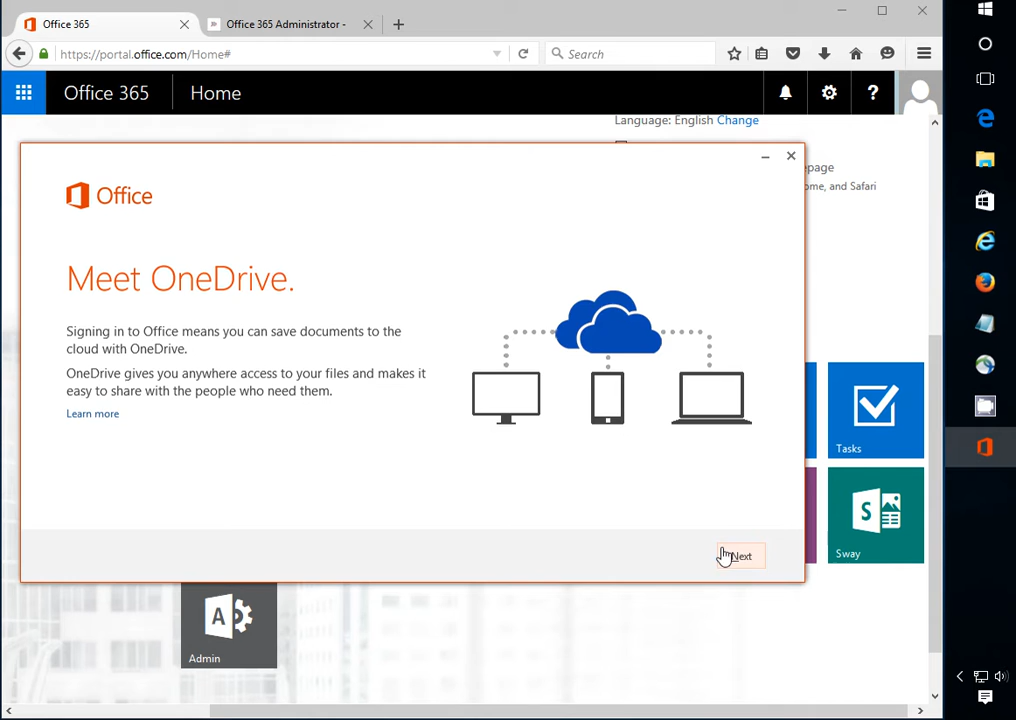 Office 365
Office 365 Administrator -
https://portal.office.com/Home#
Search
Office 365
Home
Language: English Change
epage
ome, and Safari
Office
Meet OneDrive.
Signing in to Office means you can save documents to the
cloud with OneDrive.
OneDrive gives you anywhere access to your files and makes it
easy to share with the people who need them.
Learn more
Next
Tasks
S
Sway
A
Admin